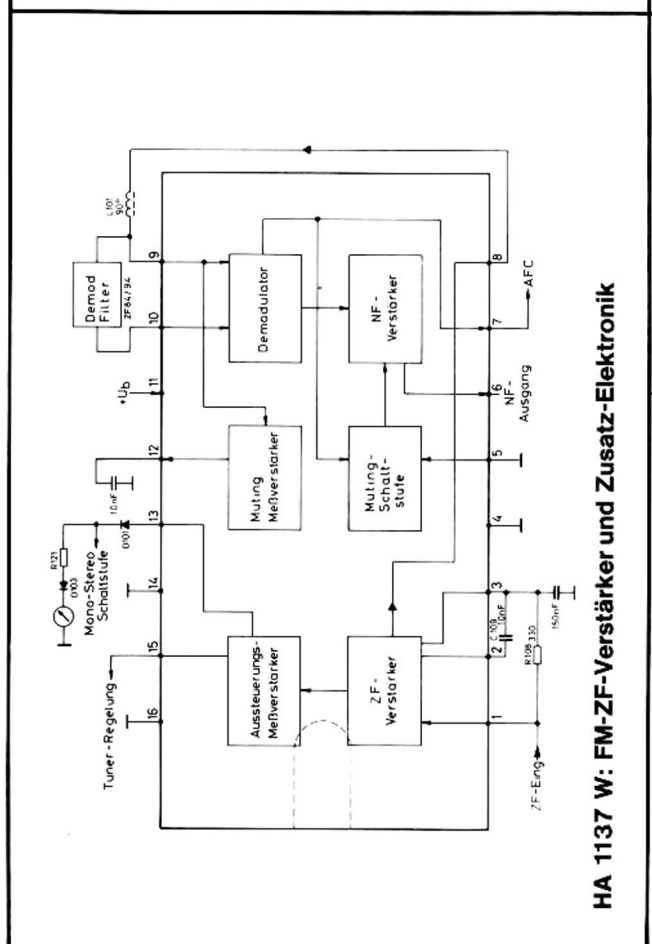 Tuner-Regelung
Mono-Stereo
Schaltstufe
D103
R121
D101
10nF
+Ub
Demod
Filter
ZF84/94
L101
90°
16
15
14
13
12
11
10
9
Aussteuerungs-
Meßverstärker
Muting
Meßverstärker
Demodulator
ZF-
Verstärker
Muting-
Schalt-
stufe
NF-
Verstärker
1
2
3
4
5
6
7
8
ZF-Eing
R108 330
C109
10nF
150nF
NF-
Ausgang
AFC
HA 1137 W: FM-ZF-Verstärker und Zusatz-Elektronik